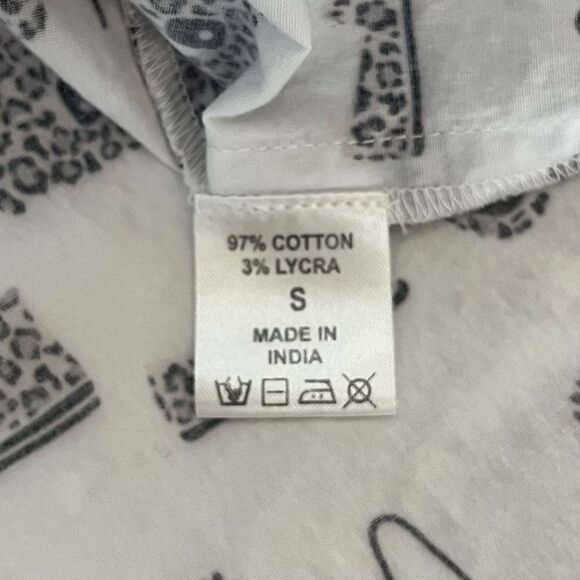 97% COTTON
3% LYCRA
S
MADE IN
INDIA